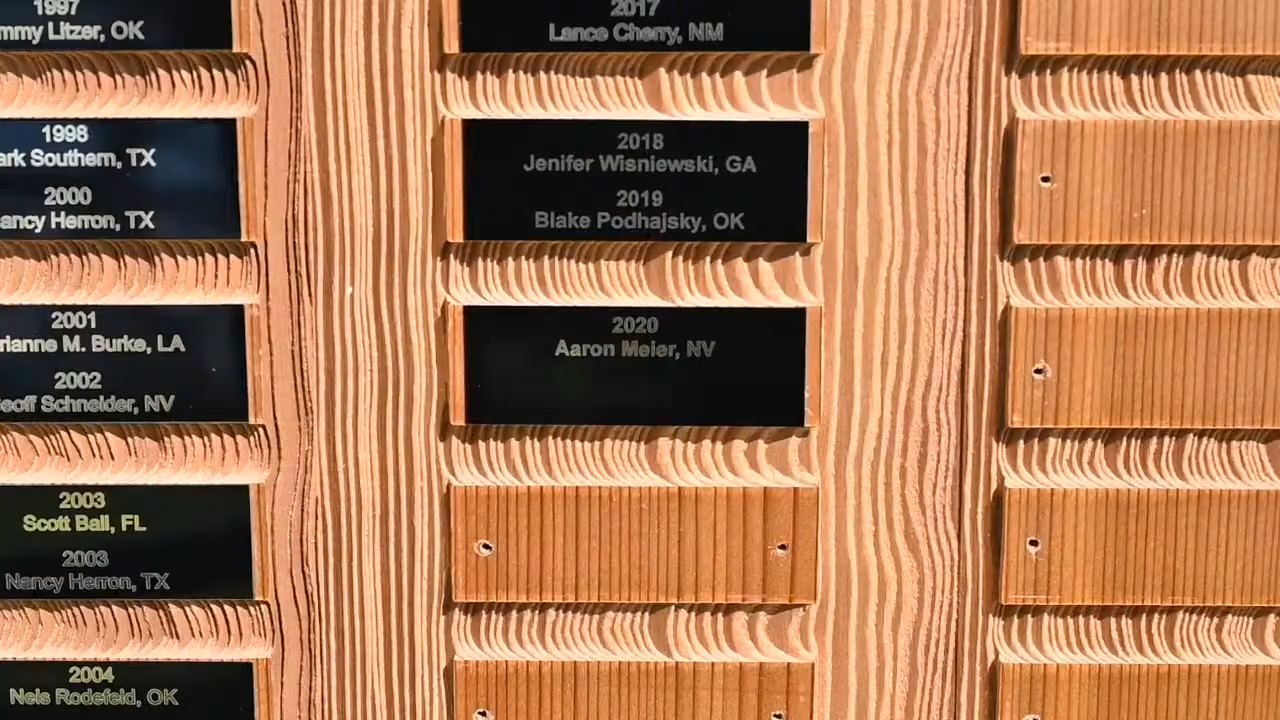 1997
mmy Litzer, OK
1998
ark Southern, TX
2000
ancy Herron, TX
2001
rianne M. Burke, LA
2002
eoff Schneider, NV
2003
Scott Ball, FL
2003
Nancy Herron, TX
2004
Nels Rodefeld, OK
2017
Lance Cherry, NM
2018
Jenifer Wisniewski, GA
2019
Blake Podhajsky, OK
2020
Aaron Meier, NV